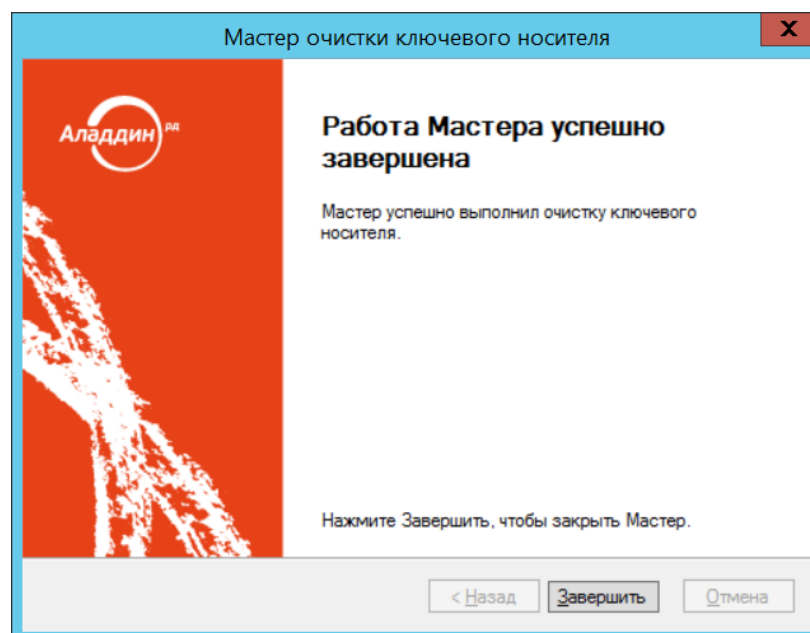 Мастер очистки ключевого носителя
X
Аладдин РД
Работа Мастера успешно
завершена
Мастер успешно выполнил очистку ключевого
носителя.
Нажмите Завершить, чтобы закрыть Мастер.
< Назад
Завершить
Отмена